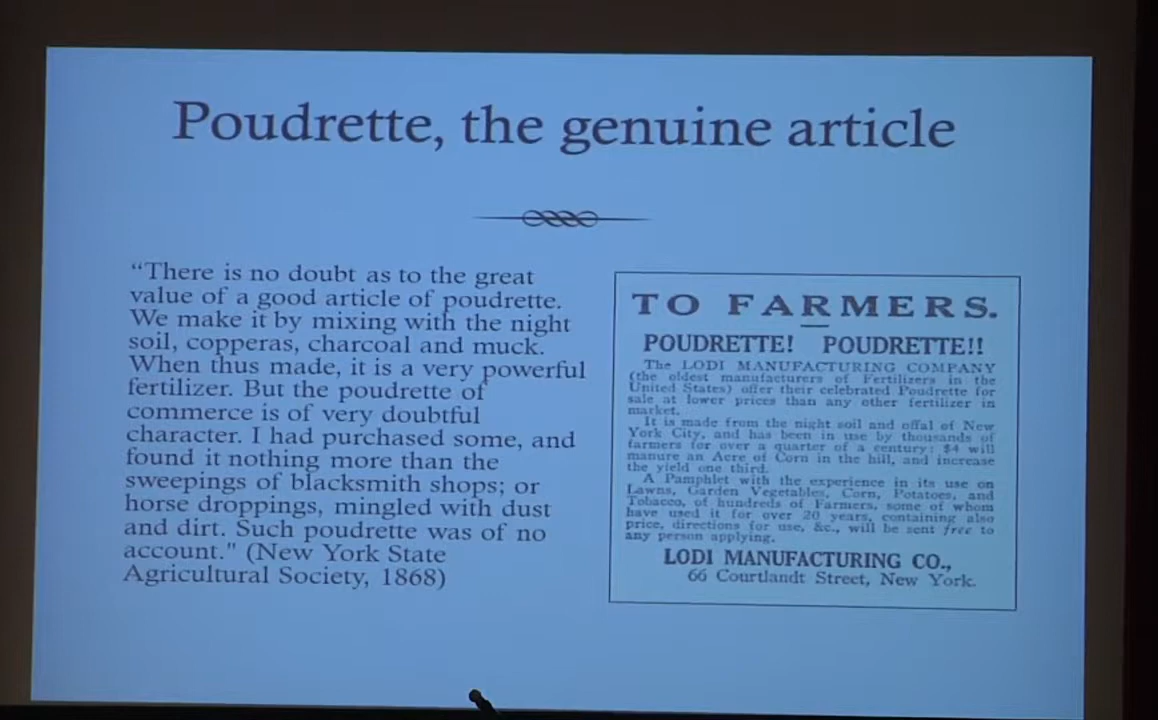 Poudrette, the genuine article
“There is no doubt as to the great
value of a good article of poudrette.
We make it by mixing with the night
soil, copperas, charcoal and muck.
When thus made, it is a very powerful
fertilizer. But the poudrette of
commerce is of very doubtful
character. I had purchased some, and
found it nothing more than the
sweepings of blacksmith shops; or
horse droppings, mingled with dust
and dirt. Such poudrette was of no
account." (New York State
Agricultural Society, 1868)
TO FARMERS.
POUDRETTE! POUDRETTE!!
The LODI MANUFACTURING COMPANY
(the oldest manufacturers of Fertilizers in the
United States) offer their celebrated Poudrette for
sale at lower prices than any other fertilizer in
market.
It is made from the night soil and offal of New
York City, and has been in use by thousands of
farmers for over a quarter of a century; $4 will
manure an Acre of Corn in the hill, and increase
the yield one third.
A Pamphlet with the experience in its use on
Lawns, Garden Vegetables, Corn, Potatoes, and
Tobacco, of hundreds of Farmers, some of whom
have used it for over 20 years, containing also
price, directions for use, &c., will be sent free to
any person applying.
LODI MANUFACTURING CO.,
66 Courtlandt Street, New York.